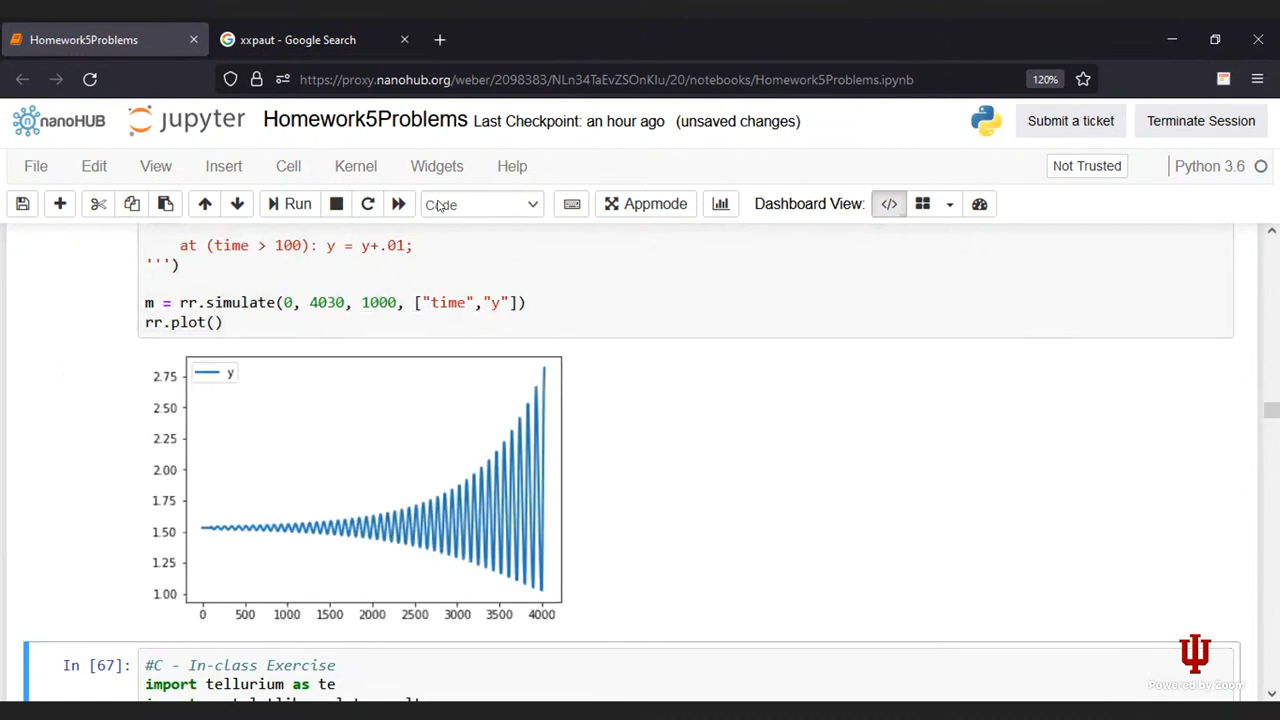 Homework5Problems
xxpaut - Google Search
https://proxy.nanohub.org/weber/2098383/NLn34TaEvZSOnKlu/20/notebooks/Homework5Problems.ipynb
120%
nanoHUB
jupyter
Homework5Problems Last Checkpoint: an hour ago (unsaved changes)
Submit a ticket
Terminate Session
File Edit View Insert Cell Kernel Widgets Help
Not Trusted
Python 3.6
Run
Code
Appmode
Dashboard View:
at (time > 100): y = y+.01;
''')
m = rr.simulate(0, 4030, 1000, ["time","y"])
rr.plot()
y
2.75
2.50
2.25
2.00
1.75
1.50
1.25
1.00
0 500 1000 1500 2000 2500 3000 3500 4000
In [67]:
#C - In-class Exercise
import tellurium as te
Powered by Zoom